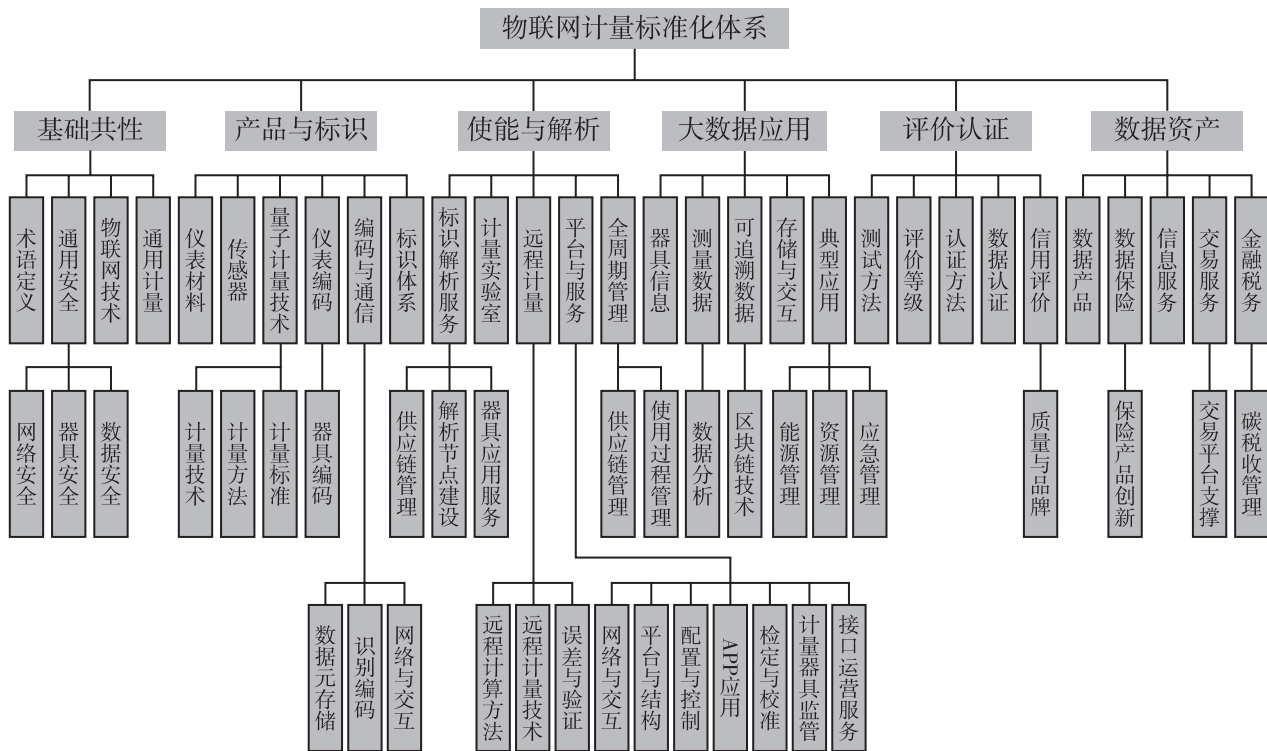 物联网计量标准化体系
基础共性
产品与标识
使能与解析
大数据应用
评价认证
数据资产
术语定义
通用安全
物联网技术
通用计量
仪表材料
传感器
量子计量技术
仪表编码
编码与通信
标识体系
标识解析服务
计量实验室
远程计量
平台与服务
全周期管理
器具信息
测量数据
可追溯数据
存储与交互
典型应用
测试方法
评价等级
认证方法
数据认证
信用评价
数据产品
数据保险
信息服务
交易服务
金融税务
网络安全
器具安全
数据安全
计量技术
计量方法
计量标准
器具编码
供应链管理
解析节点建设
器具应用服务
供应链管理
使用过程管理
数据分析
区块链技术
能源管理
资源管理
应急管理
质量与品牌
保险产品创新
交易平台支撑
碳税收管理
数据元存储
识别编码
网络与交互
远程计算方法
远程计量技术
误差与验证
网络与交互
平台与结构
配置与控制
APP应用
检定与校准
计量器具监管
接口运营服务